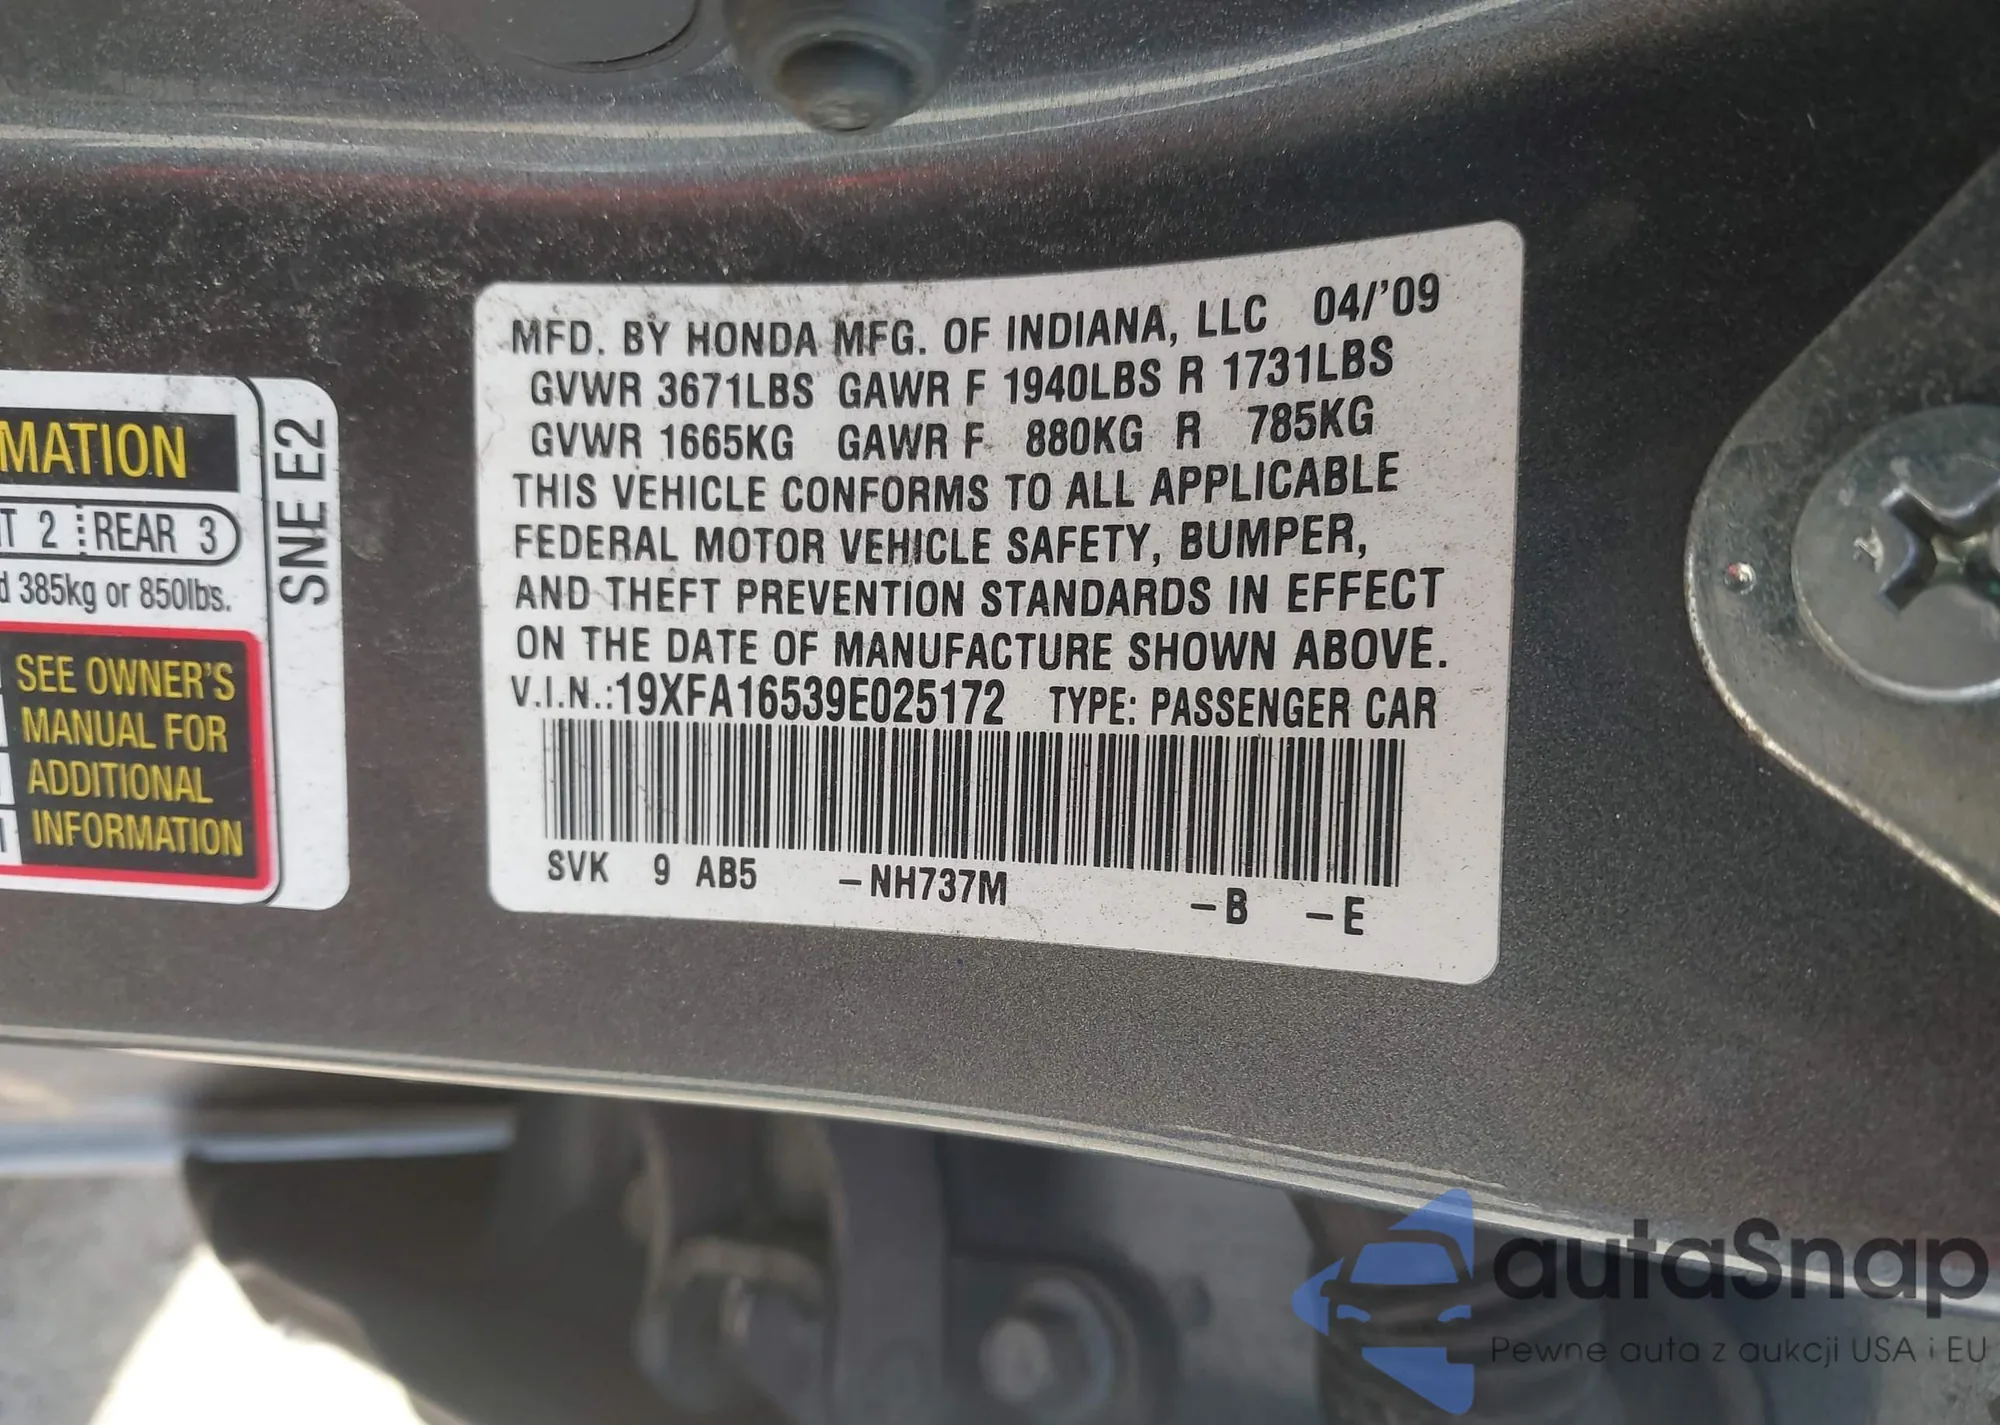 MATION
T 2 REAR 3
385kg or 850lbs.
SEE OWNER'S
MANUAL FOR
ADDITIONAL
INFORMATION
SNE E2
MFD. BY HONDA MFG. OF INDIANA, LLC 04/'09
GVWR 3671LBS GAWR F 1940LBS R 1731LBS
GVWR 1665KG GAWR F 880KG R 785KG
THIS VEHICLE CONFORMS TO ALL APPLICABLE
FEDERAL MOTOR VEHICLE SAFETY, BUMPER,
AND THEFT PREVENTION STANDARDS IN EFFECT
ON THE DATE OF MANUFACTURE SHOWN ABOVE.
V.I.N.:19XFA16539E025172 TYPE: PASSENGER CAR
SVK 9 AB5 –NH737M –B –E
autaSnap
Pewne auta z aukcji USA i EU